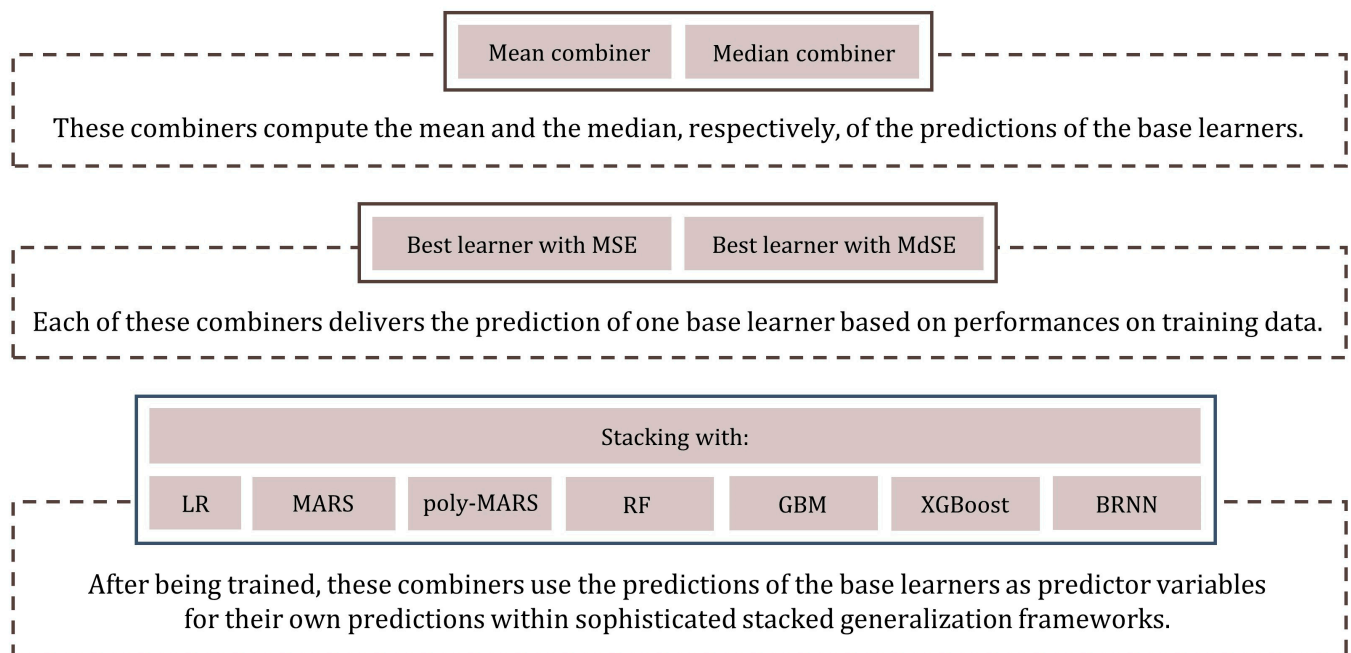 Mean combiner Median combiner
These combiners compute the mean and the median, respectively, of the predictions of the base learners.
Best learner with MSE Best learner with MdSE
Each of these combiners delivers the prediction of one base learner based on performances on training data.
Stacking with:
LR MARS poly-MARS RF GBM XGBoost BRNN
After being trained, these combiners use the predictions of the base learners as predictor variables
for their own predictions within sophisticated stacked generalization frameworks.